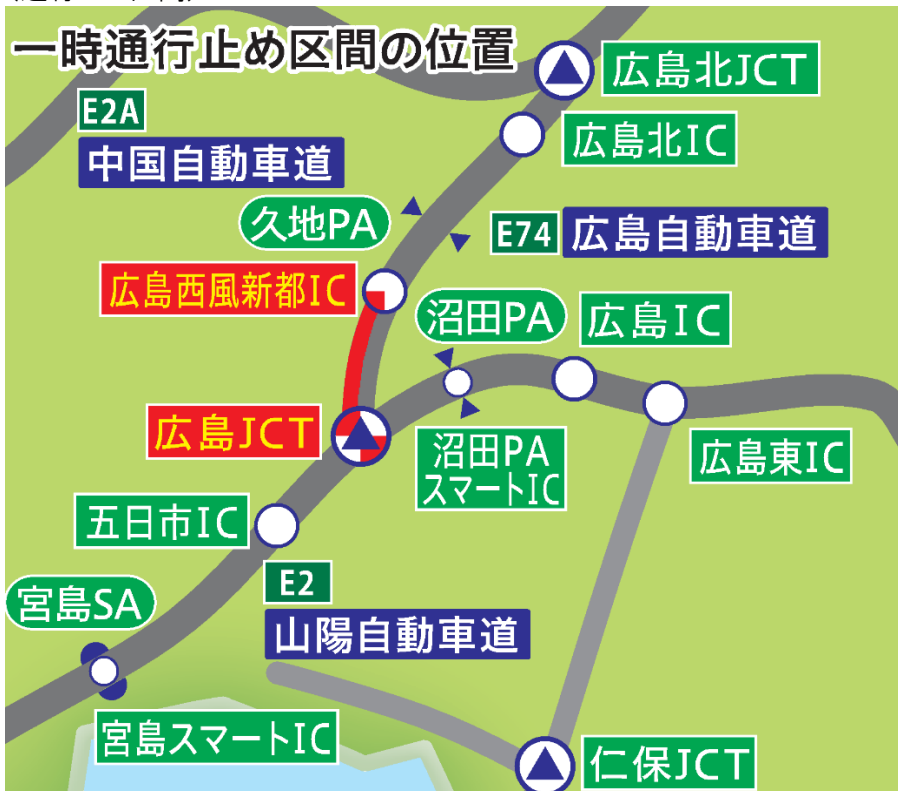 一時通行止め区間の位置
広島北JCT
E2A
中国自動車道
広島北IC
久地PA
E74 広島自動車道
広島西風新都IC
沼田PA
広島IC
広島JCT
沼田PA
スマートIC
広島東IC
五日市IC
E2
山陽自動車道
宮島SA
宮島スマートIC
仁保JCT